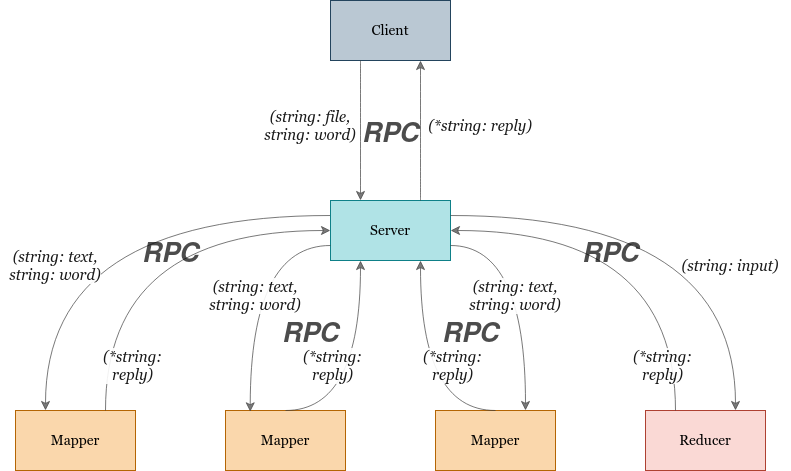 Client
(string: file,
string: word)
RPC
(*string: reply)
Server
(string: text,
string: word)
RPC
RPC
(string: input)
(string: text,
string: word)
(string: text,
string: word)
RPC
RPC
(*string:
reply)
(*string:
reply)
(*string:
reply)
(*string:
reply)
Mapper
Mapper
Mapper
Reducer